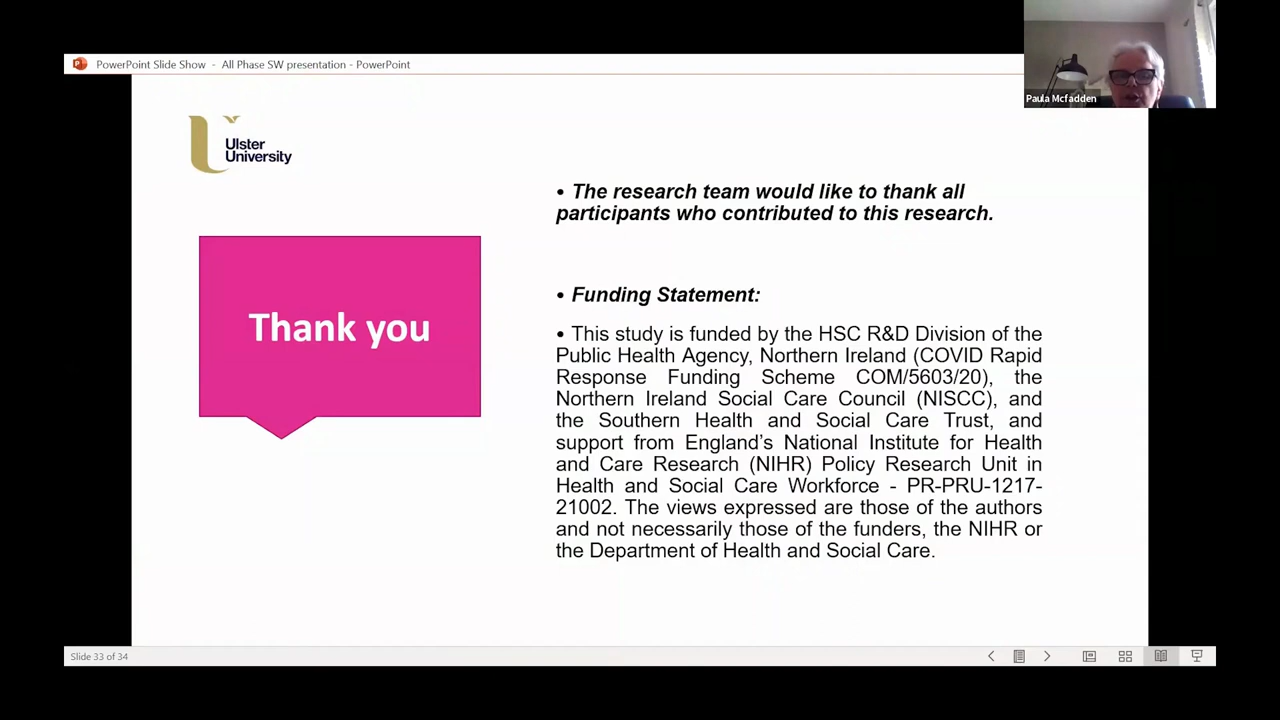 PowerPoint Slide Show - All Phase SW presentation - PowerPoint
Paula Mcfadden
Ulster
University
Thank you
• The research team would like to thank all
participants who contributed to this research.
• Funding Statement:
• This study is funded by the HSC R&D Division of the
Public Health Agency, Northern Ireland (COVID Rapid
Response Funding Scheme COM/5603/20), the
Northern Ireland Social Care Council (NISCC), and
the Southern Health and Social Care Trust, and
support from England's National Institute for Health
and Care Research (NIHR) Policy Research Unit in
Health and Social Care Workforce - PR-PRU-1217-
21002. The views expressed are those of the authors
and not necessarily those of the funders, the NIHR or
the Department of Health and Social Care.
Slide 33 of 34